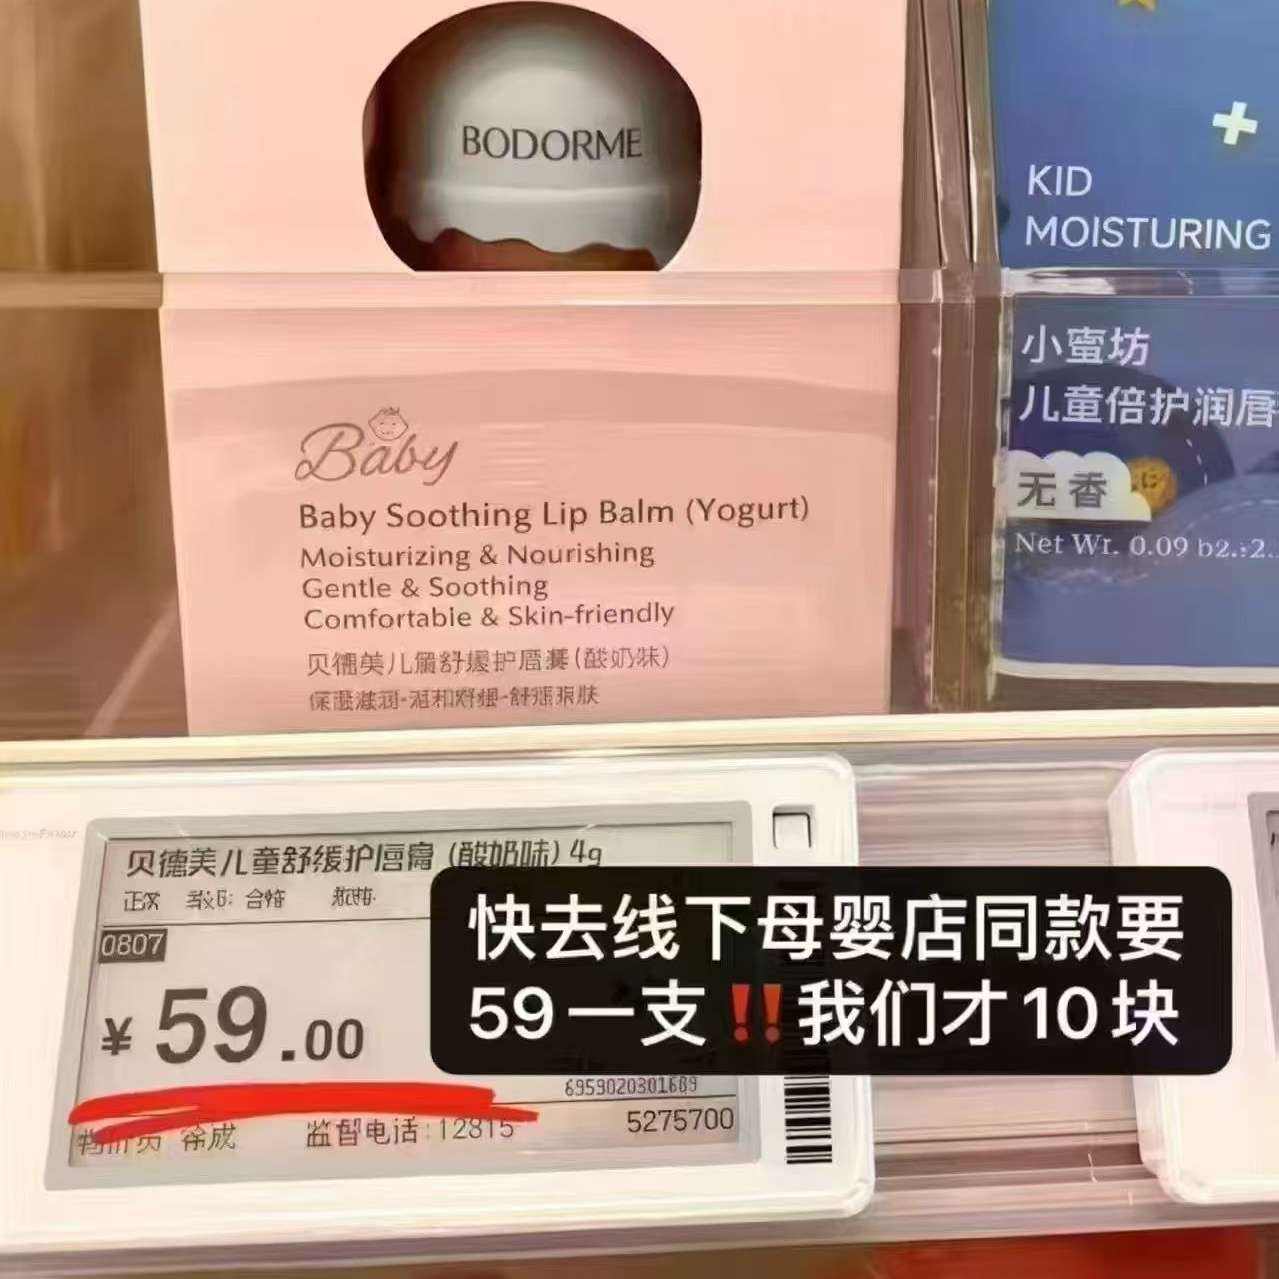 BODORME
KID
MOISTURING
小蜜坊
儿童倍护润唇
无香
Net Wt. 0.09
Baby
Baby Soothing Lip Balm (Yogurt)
Moisturizing & Nourishing
Gentle & Soothing
Comfortable & Skin-friendly
贝德美儿童舒缓护唇膏(酸奶味)
贝德美儿童舒缓护唇膏(酸奶味)4g
0807
¥59.00
快去线下母婴店同款要
59一支‼️我们才10块
6959020301689
监督电话:12815
5275700